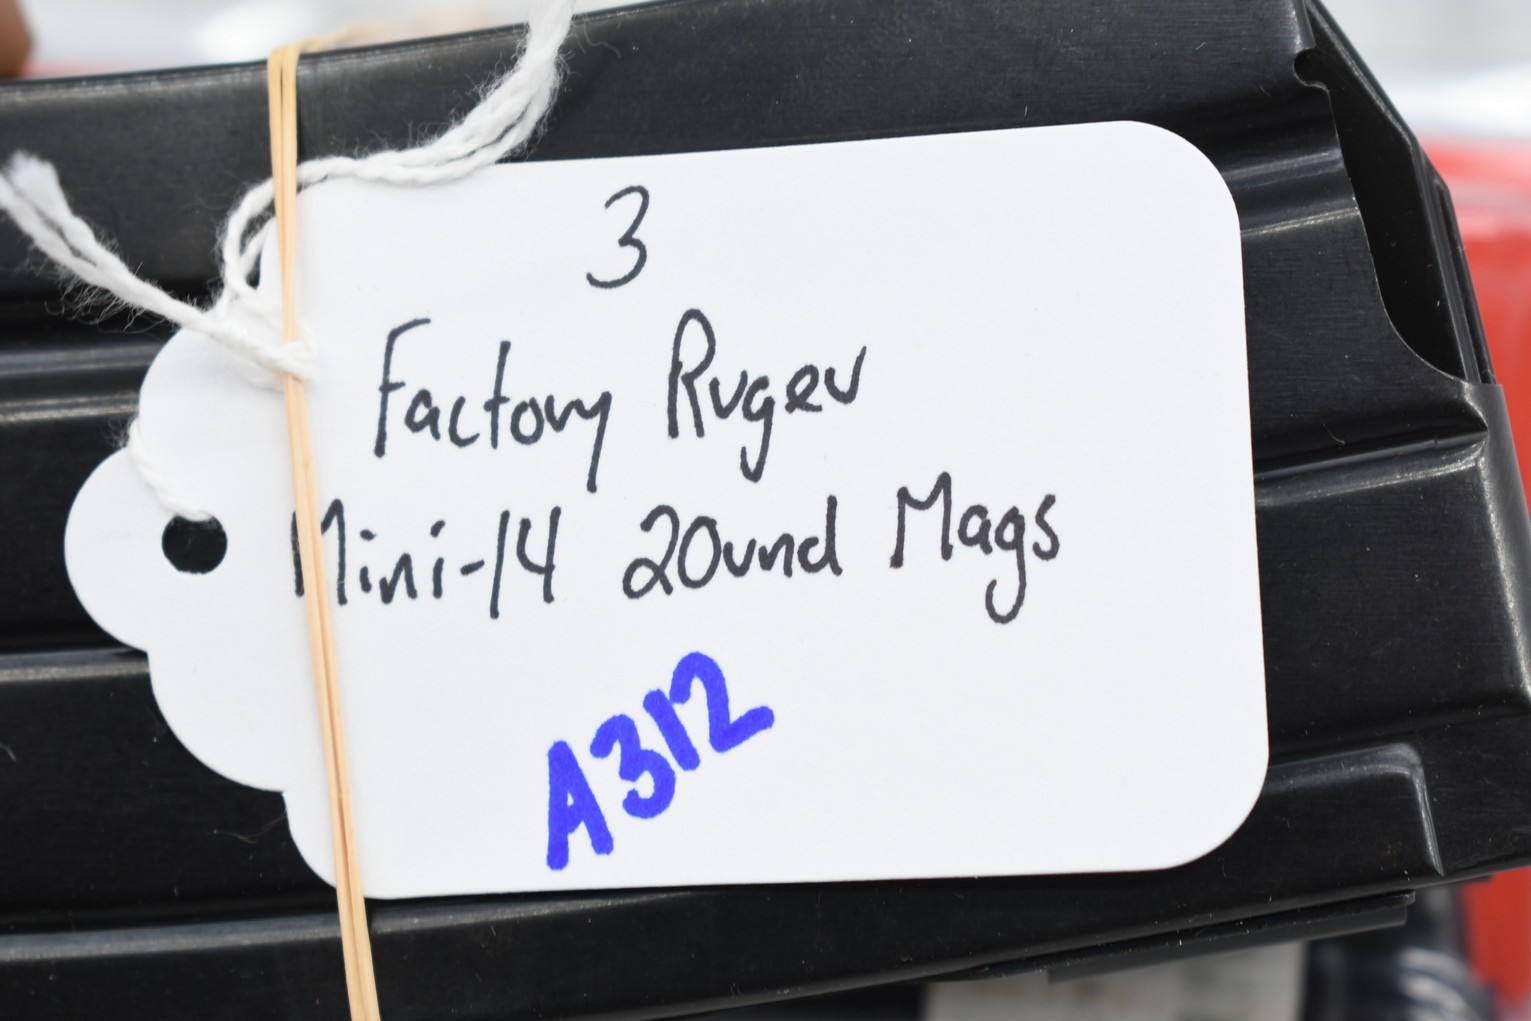 3
Factory Ruger
Mini-14 20und Mags
A312